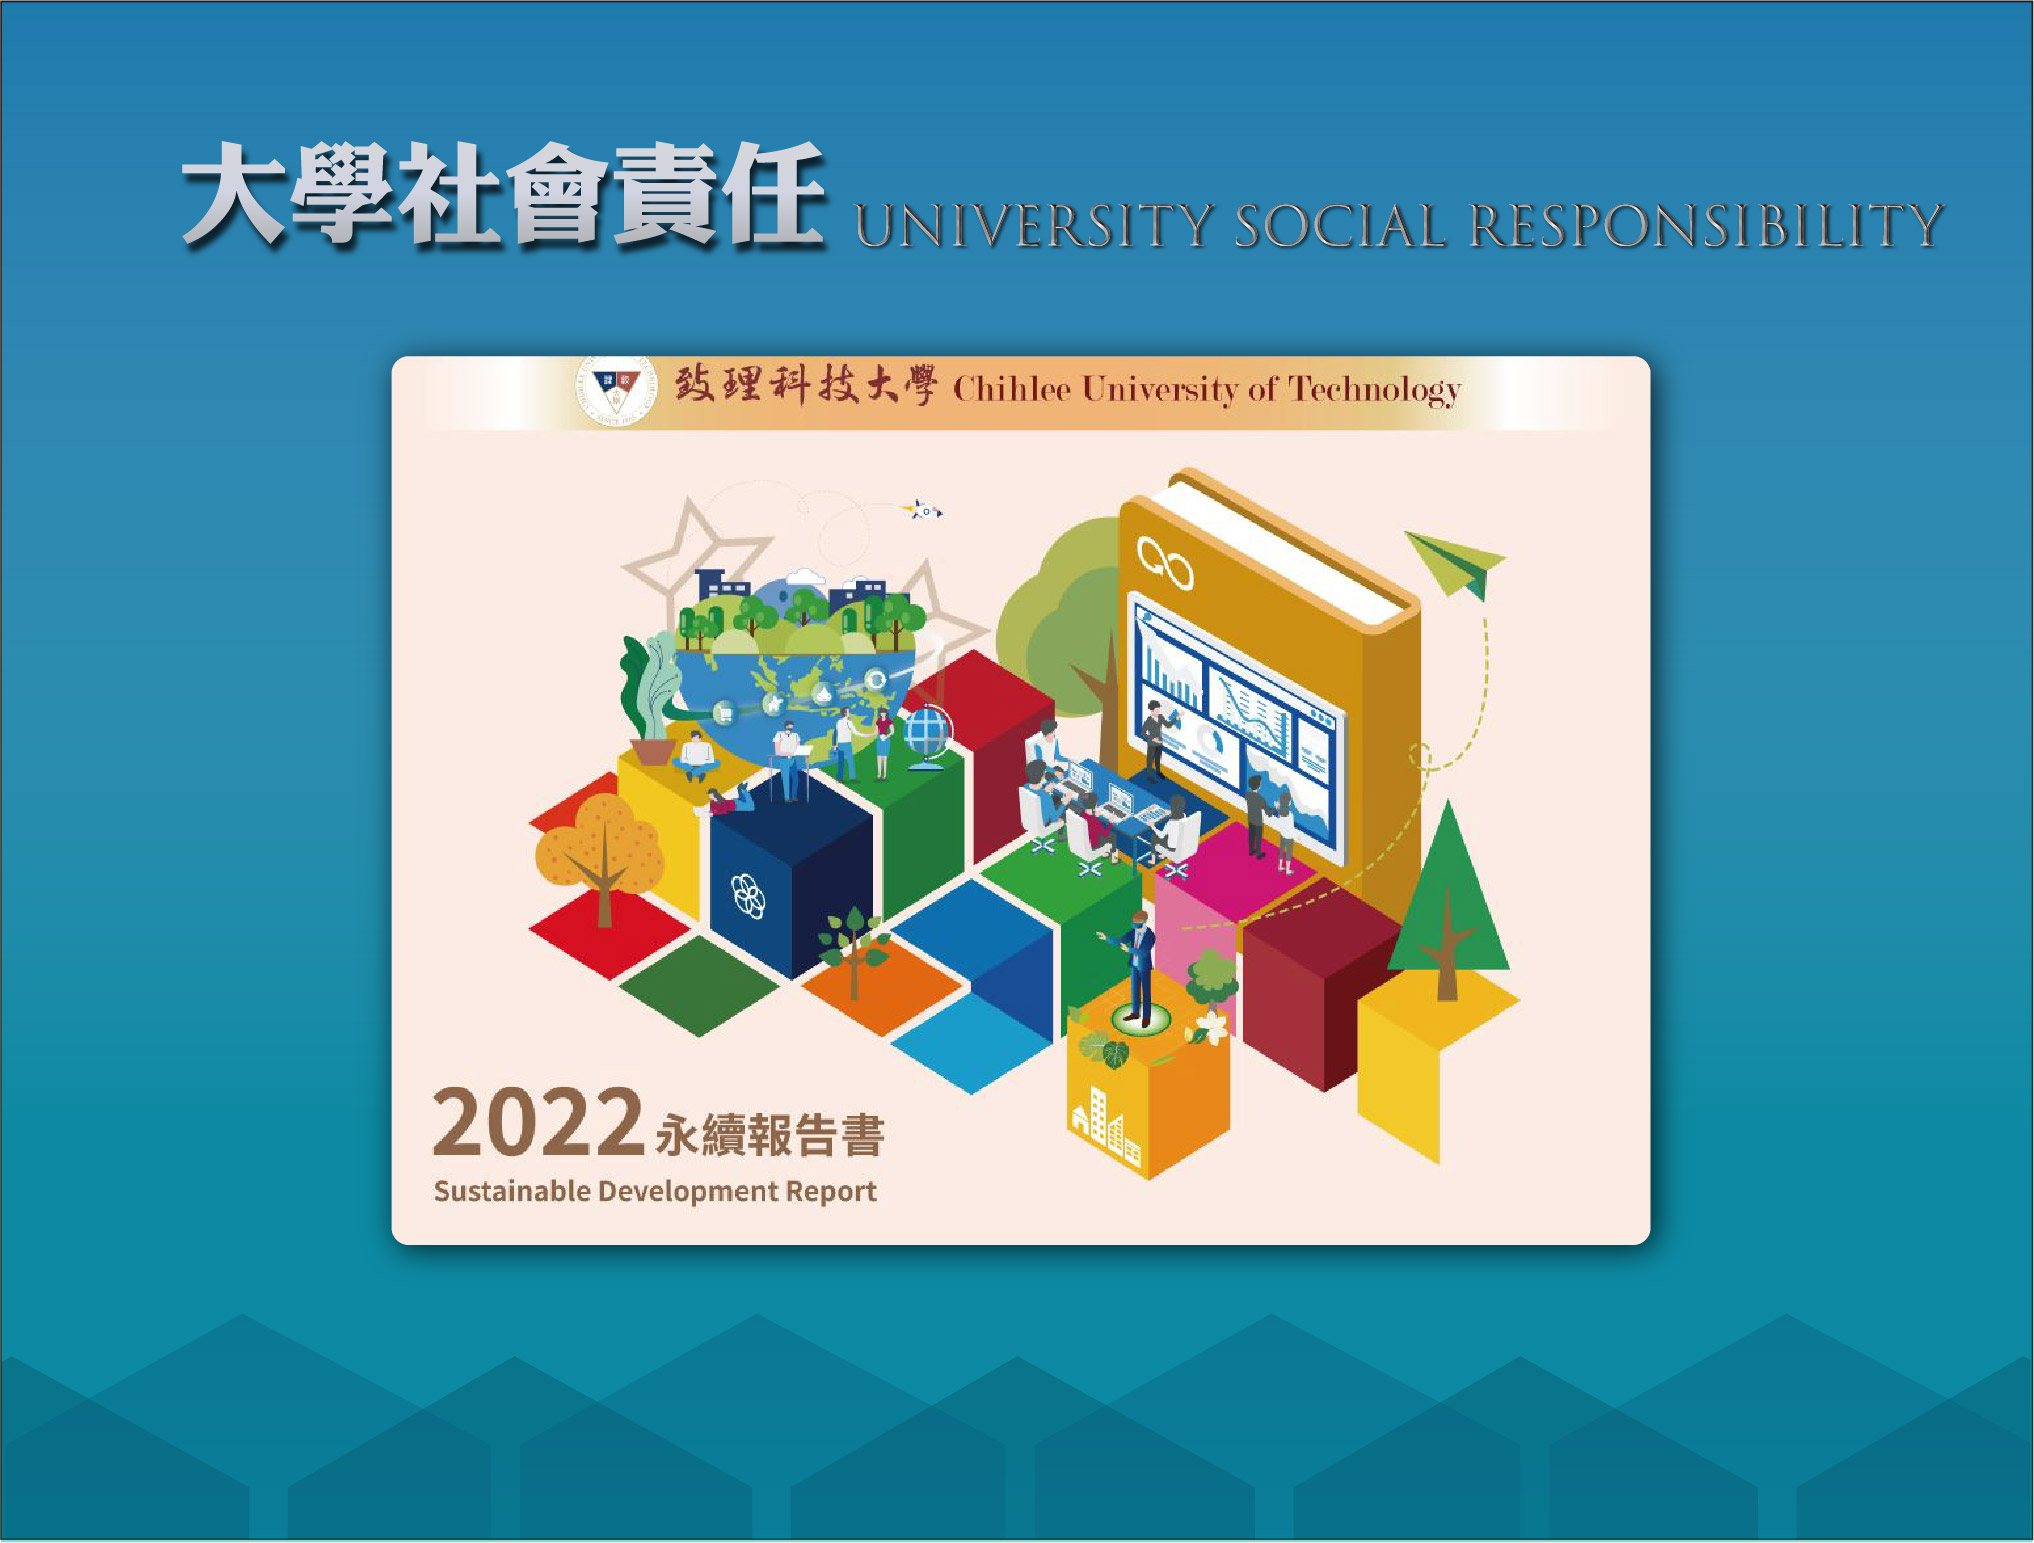 大學社會責任 UNIVERSITY SOCIAL RESPONSIBILITY
致理科技大學 Chihlee University of Technology
2022 永續報告書
Sustainable Development Report